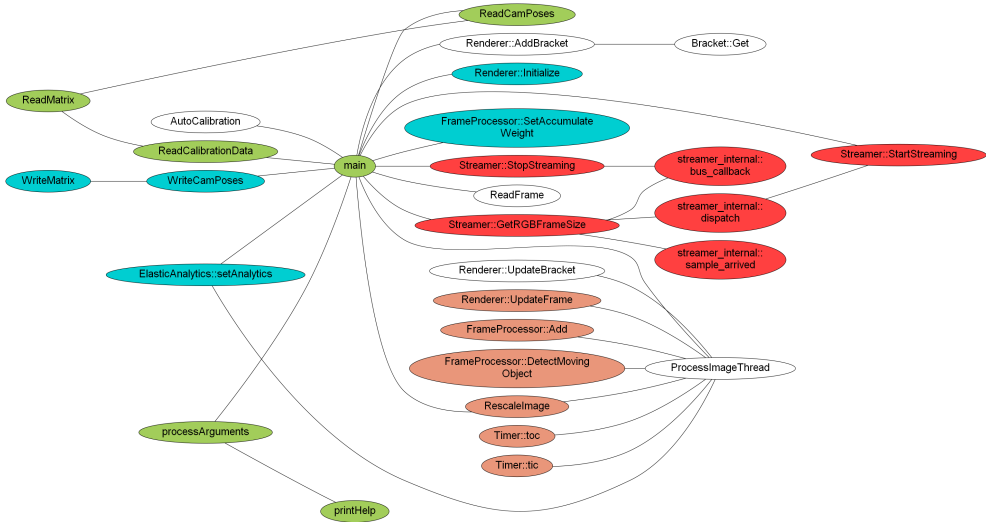 ReadCamPoses
Renderer::AddBracket
Bracket::Get
Renderer::Initialize
ReadMatrix
AutoCalibration
FrameProcessor::SetAccumulate
Weight
ReadCalibrationData
main
Streamer::StopStreaming
streamer_internal::
bus_callback
Streamer::StartStreaming
WriteMatrix
WriteCamPoses
ReadFrame
Streamer::GetRGBFrameSize
streamer_internal::
dispatch
streamer_internal::
sample_arrived
ElasticAnalytics::setAnalytics
Renderer::UpdateBracket
Renderer::UpdateFrame
FrameProcessor::Add
FrameProcessor::DetectMoving
Object
ProcessImageThread
RescaleImage
processArguments
Timer::toc
Timer::tic
printHelp